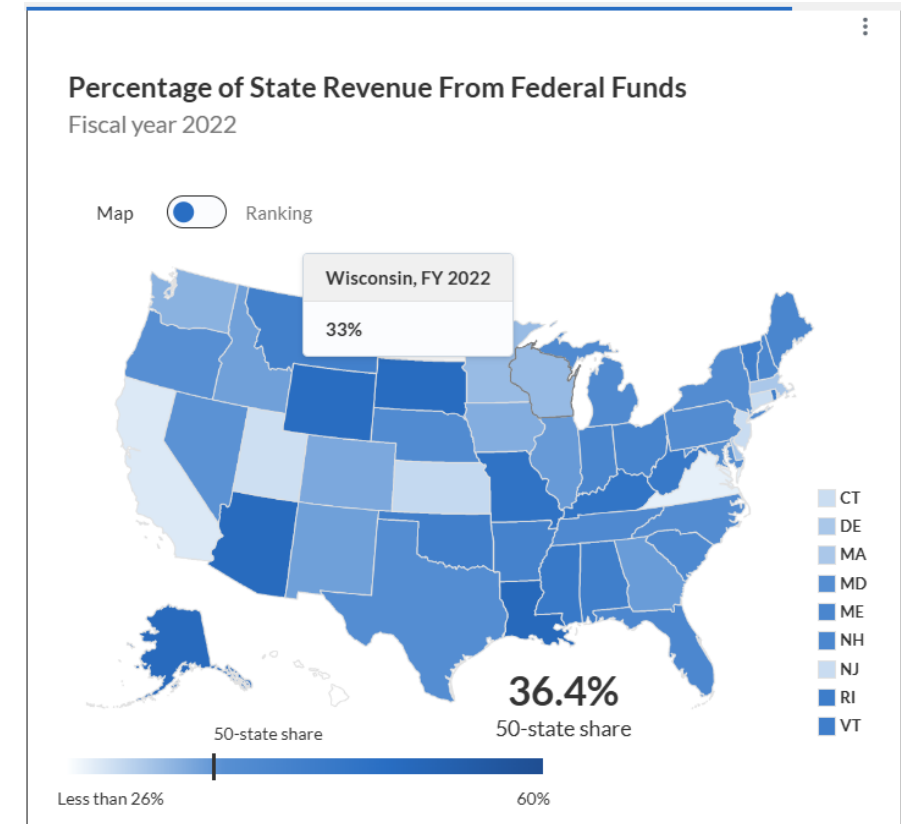 Percentage of State Revenue From Federal Funds
Fiscal year 2022
Map Ranking
Wisconsin, FY 2022
33%
CT
DE
MA
MD
ME
NH
NJ
RI
VT
36.4%
50-state share
50-state share
Less than 26% 60%